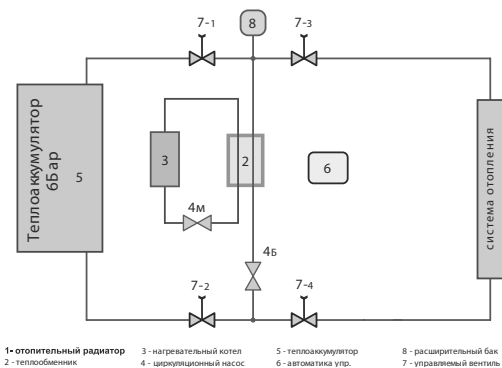 7-1
8
7-3
Теплоаккумулятор
6Бар
5
3
2
6
система отопления
4м
4Б
7-2
7-4
1- отопительный радиатор
2 - теплообменник
3 - нагревательный котел
4 - циркуляционный насос
5 - теплоаккумулятор
6 - автоматика упр.
8 - расширительный бак
7 - управляемый вентиль